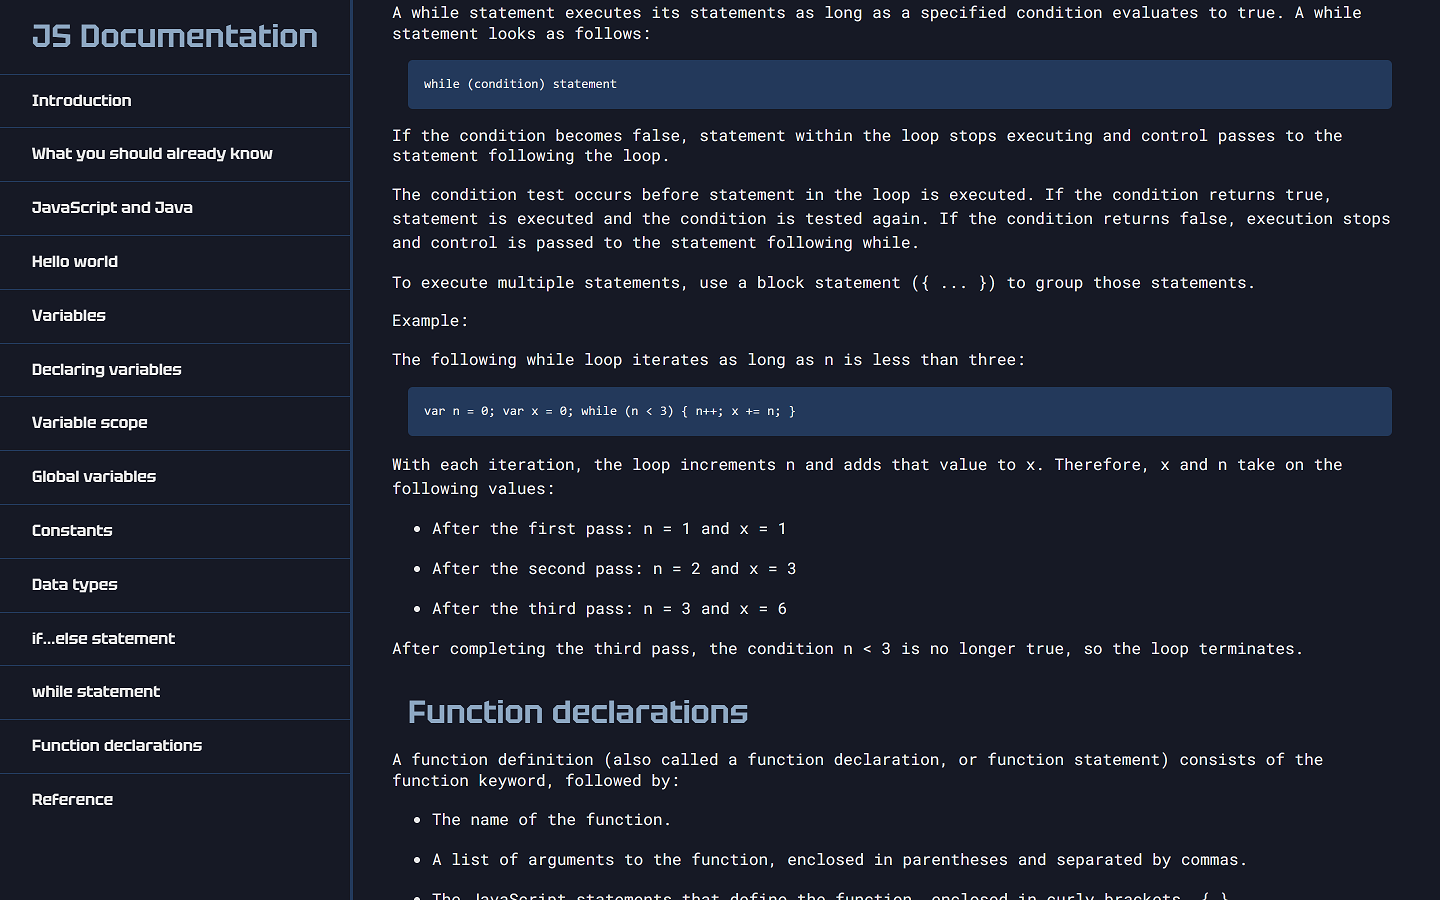 JS Documentation
Introduction
What you should already know
JavaScript and Java
Hello world
Variables
Declaring variables
Variable scope
Global variables
Constants
Data types
if...else statement
while statement
Function declarations
Reference
A while statement executes its statements as long as a specified condition evaluates to true. A while
statement looks as follows:
while (condition) statement
If the condition becomes false, statement within the loop stops executing and control passes to the
statement following the loop.
The condition test occurs before statement in the loop is executed. If the condition returns true,
statement is executed and the condition is tested again. If the condition returns false, execution stops
and control is passed to the statement following while.
To execute multiple statements, use a block statement ({ ... }) to group those statements.
Example:
The following while loop iterates as long as n is less than three:
var n = 0; var x = 0; while (n < 3) { n++; x += n; }
With each iteration, the loop increments n and adds that value to x. Therefore, x and n take on the
following values:
• After the first pass: n = 1 and x = 1
• After the second pass: n = 2 and x = 3
• After the third pass: n = 3 and x = 6
After completing the third pass, the condition n < 3 is no longer true, so the loop terminates.
Function declarations
A function definition (also called a function declaration, or function statement) consists of the
function keyword, followed by:
• The name of the function.
• A list of arguments to the function, enclosed in parentheses and separated by commas.
• The JavaScript statements that define the function, enclosed in curly brackets, { }